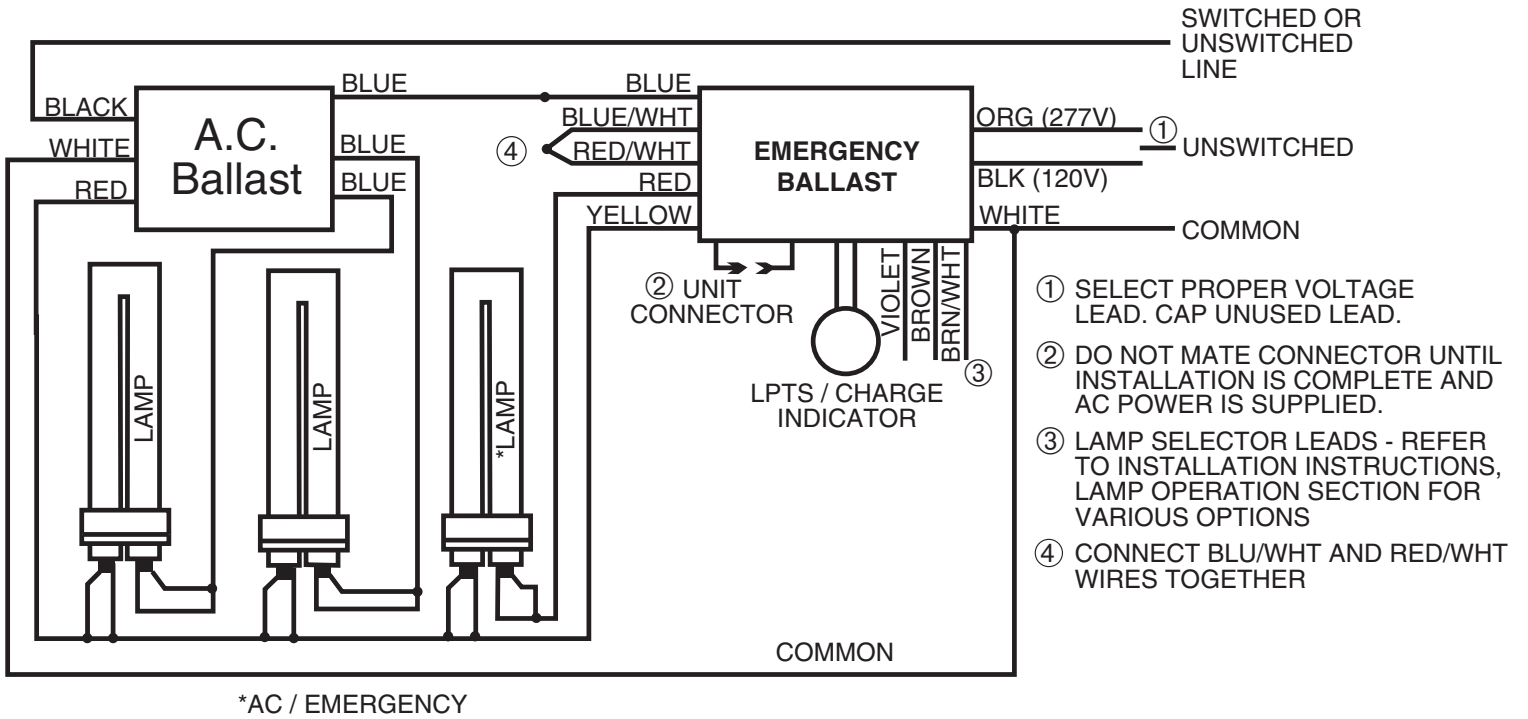 SWITCHED OR
UNSWITCHED
LINE
BLACK
WHITE
RED
A.C.
Ballast
BLUE
BLUE
BLUE
BLUE
BLUE/WHT
④
RED/WHT
RED
YELLOW
EMERGENCY
BALLAST
ORG (277V)
①
UNSWITCHED
BLK (120V)
WHITE
COMMON
② UNIT
CONNECTOR
VIOLET
BROWN
BRN/WHT
③
LPTS / CHARGE
INDICATOR
LAMP
LAMP
*LAMP
① SELECT PROPER VOLTAGE
LEAD. CAP UNUSED LEAD.
② DO NOT MATE CONNECTOR UNTIL
INSTALLATION IS COMPLETE AND
AC POWER IS SUPPLIED.
③ LAMP SELECTOR LEADS - REFER
TO INSTALLATION INSTRUCTIONS,
LAMP OPERATION SECTION FOR
VARIOUS OPTIONS
④ CONNECT BLU/WHT AND RED/WHT
WIRES TOGETHER
COMMON
*AC / EMERGENCY